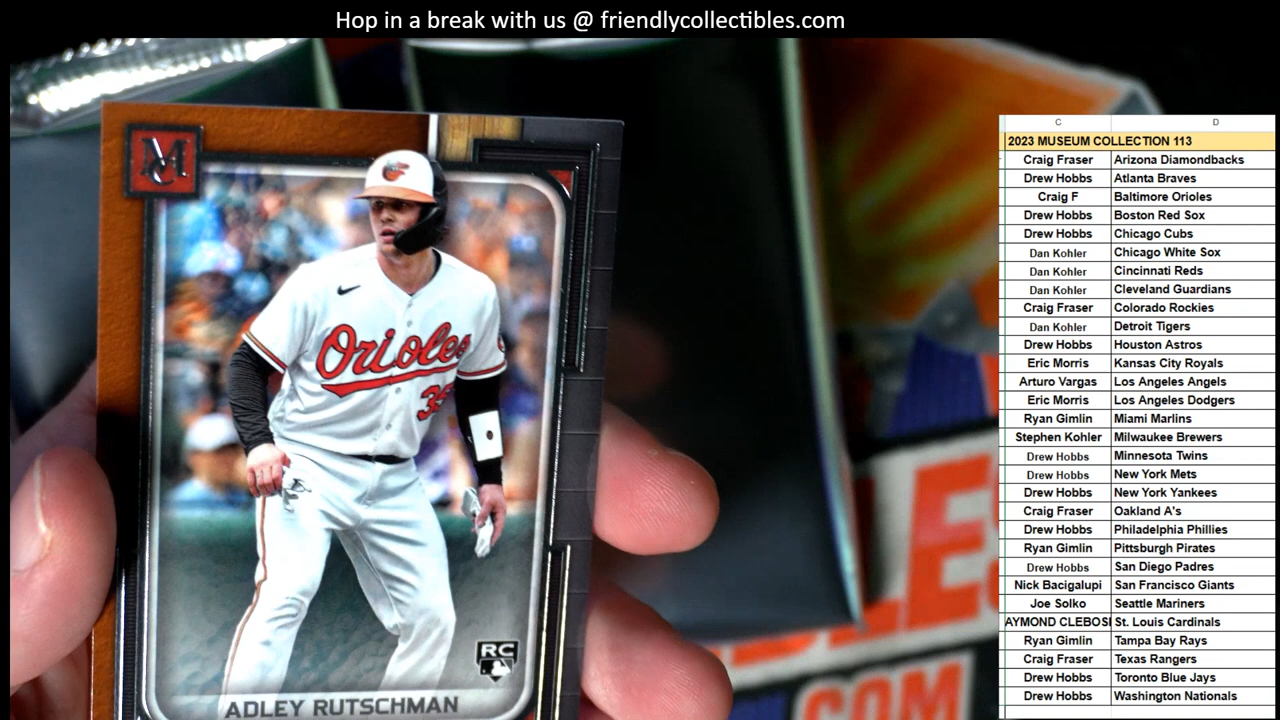 Hop in a break with us @ friendlycollectibles.com
MC
Orioles
35
RC
ADLEY RUTSCHMAN
LES
.COM
C D
2023 MUSEUM COLLECTION 113
Craig Fraser Arizona Diamondbacks
Drew Hobbs Atlanta Braves
Craig F Baltimore Orioles
Drew Hobbs Boston Red Sox
Drew Hobbs Chicago Cubs
Dan Kohler Chicago White Sox
Dan Kohler Cincinnati Reds
Dan Kohler Cleveland Guardians
Craig Fraser Colorado Rockies
Dan Kohler Detroit Tigers
Drew Hobbs Houston Astros
Eric Morris Kansas City Royals
Arturo Vargas Los Angeles Angels
Eric Morris Los Angeles Dodgers
Ryan Gimlin Miami Marlins
Stephen Kohler Milwaukee Brewers
Drew Hobbs Minnesota Twins
Drew Hobbs New York Mets
Drew Hobbs New York Yankees
Craig Fraser Oakland A's
Drew Hobbs Philadelphia Phillies
Ryan Gimlin Pittsburgh Pirates
Drew Hobbs San Diego Padres
Nick Bacigalupi San Francisco Giants
Joe Solko Seattle Mariners
AYMOND CLEBOSI St. Louis Cardinals
Ryan Gimlin Tampa Bay Rays
Craig Fraser Texas Rangers
Drew Hobbs Toronto Blue Jays
Drew Hobbs Washington Nationals